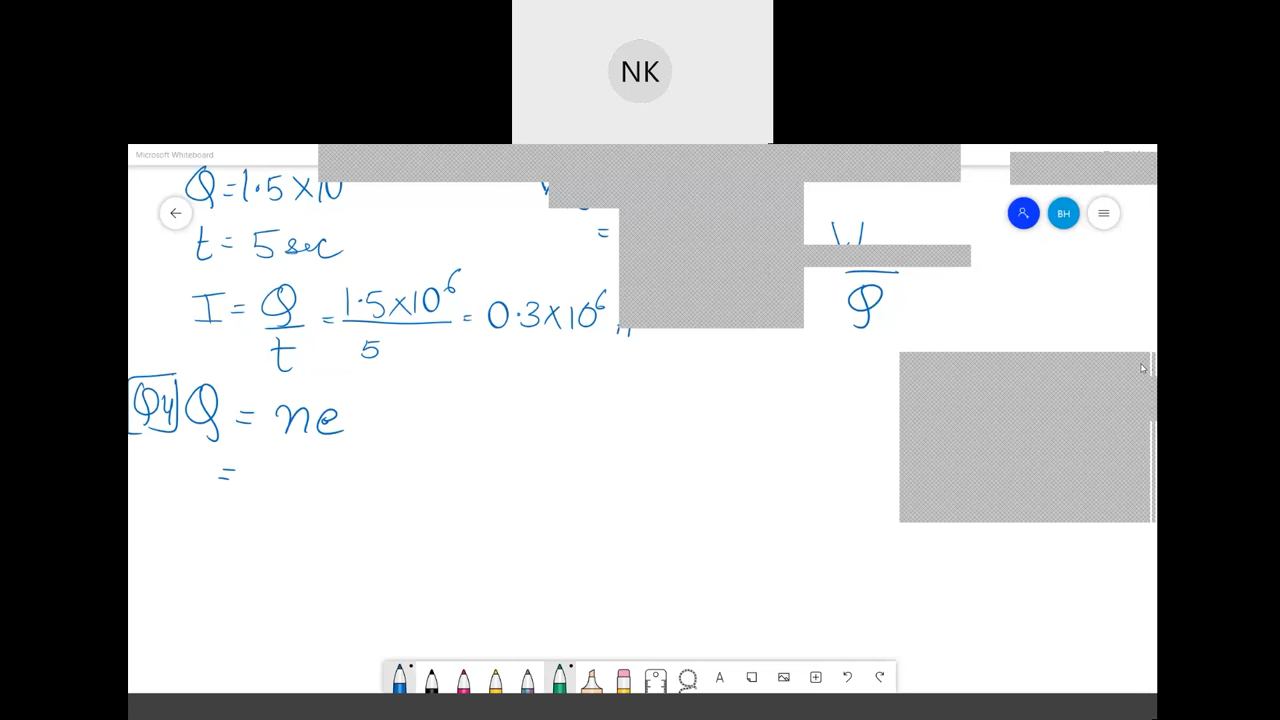 NK
Microsoft Whiteboard
Q = 1.5 × 10
BH
t = 5 sec
=
I = Q/t = 1.5×10⁶/5 = 0.3×10⁶
Q
Q4 Q = ne
=
A